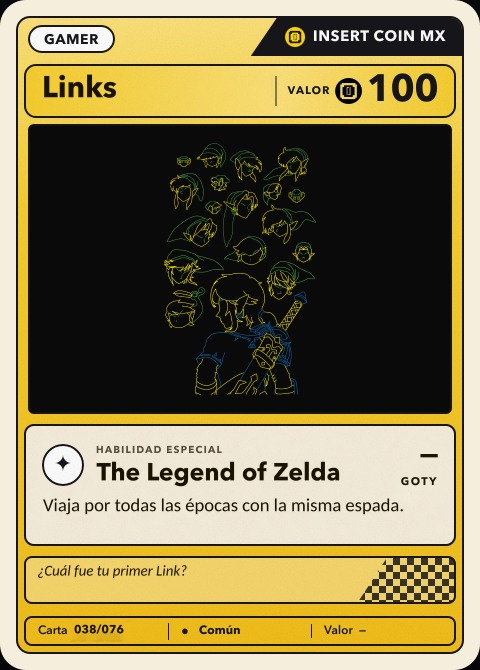 GAMER
INSERT COIN MX
Links
VALOR 100
HABILIDAD ESPECIAL
The Legend of Zelda
—
GOTY
Viaja por todas las épocas con la misma espada.
¿Cuál fue tu primer Link?
Carta 038/076 • Común Valor —